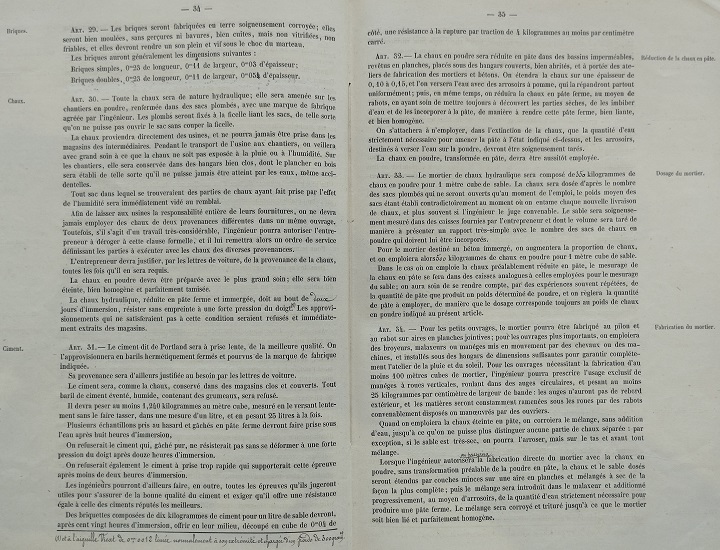 — 34 —
Briques.
ART. 29. — Les briques seront fabriquées en terre soigneusement corroyée; elles
seront bien moulées, sans gerçures ni bavures, bien cuites, mais non vitrifiées, non
friables, et elles devront rendre un son plein et vif sous le choc du marteau.
Les briques auront généralement les dimensions suivantes :
Briques simples, 0m23 de longueur, 0m11 de largeur, 0m05 d'épaisseur;
Briques doubles, 0m23 de longueur, 0m11 de largeur, 0m054 d'épaisseur.
Chaux.
ART. 30. — Toute la chaux sera de nature hydraulique; elle sera amenée sur les
chantiers en poudre, renfermée dans des sacs plombés, avec une marque de fabrique
agréée par l'ingénieur. Les plombs seront fixés à la ficelle liant les sacs, de telle sorte
qu'on ne puisse pas ouvrir le sac sans couper la ficelle.
La chaux proviendra directement des usines, et ne pourra jamais être prise dans les
magasins des intermédiaires. Pendant le transport de l'usine aux chantiers, on veillera
avec grand soin à ce que la chaux ne soit pas exposée à la pluie ou à l'humidité. Sur
les chantiers, elle sera conservée dans des hangars bien clos, dont le plancher en bois
sera établi de telle sorte qu'il ne puisse jamais être atteint par les eaux, même acci-
dentelles.
Tout sac dans lequel se trouveraient des parties de chaux ayant fait prise par l'effet
de l'humidité sera immédiatement vidé au remblai.
Afin de laisser aux usines la responsabilité entière de leurs fournitures, on ne devra
jamais employer des chaux de deux provenances différentes dans un même ouvrage.
Toutefois, s'il s'agit d'un travail très-considérable, l'ingénieur pourra autoriser l'entre-
preneur à déroger à cette clause formelle, et il lui remettra alors un ordre de service
définissant les parties à exécuter avec les chaux des diverses provenances.
L'entrepreneur devra justifier, par les lettres de voiture, de la provenance de la chaux,
toutes les fois qu'il en sera requis.
La chaux en poudre devra être préparée avec le plus grand soin; elle sera bien
éteinte, bien homogène et parfaitement tamisée.
La chaux hydraulique, réduite en pâte ferme et immergée, doit au bout de deux
jours d'immersion, résister sans empreinte à une forte pression du doigt. Les approvi-
sionnements qui ne satisferaient pas à cette condition seraient refusés et immédiate-
ment extraits des magasins.
Ciment.
ART. 31. — Le ciment dit de Portland sera à prise lente, de la meilleure qualité. On
l'approvisionnera en barils hermétiquement fermés et pourvus de la marque de fabrique
indiquée.
Sa provenance sera d'ailleurs justifiée au besoin par les lettres de voiture.
Le ciment sera, comme la chaux, conservé dans des magasins clos et couverts. Tout
baril de ciment éventé, humide, contenant des grumeaux, sera refusé.
Il devra peser au moins 1,240 kilogrammes au mètre cube, mesuré en le versant lente-
ment sans le faire tasser, dans une mesure d'un litre, et en pesant 25 litres à la fois.
Plusieurs échantillons pris au hasard et gâchés en pâte ferme devront faire prise sous
l'eau après huit heures d'immersion.
On refuserait le ciment qui, gâché pur, ne résisterait pas sans se déformer à une forte
pression du doigt après douze heures d'immersion.
On refuserait également le ciment à prise trop rapide qui supporterait cette épreuve
après moins de deux heures d'immersion.
Les ingénieurs pourront d'ailleurs faire, en outre, toutes les épreuves qu'ils jugeront
utiles pour s'assurer de la bonne qualité du ciment et exiger qu'il offre une résistance
égale à celle des ciments réputés les meilleurs.
Des briquettes composées de dix kilogrammes de ciment pour un litre de sable devront,
après cent vingt heures d'immersion, offrir en leur milieu, découpé en cube de 0m04 de
— 35 —
côté, une résistance à la rupture par traction de 4 kilogrammes au moins par centimètre
carré.
Réduction de la chaux en pâte.
ART. 32. — La chaux en poudre sera réduite en pâte dans des bassins imperméables,
revêtus en planches, placés sous des hangars couverts, bien abrités, et à portée des ate-
liers de fabrication des mortiers et bétons. On étendra la chaux sur une épaisseur de
0,10 à 0,15, et l'on versera l'eau avec des arrosoirs à pomme, qui la répandront partout
uniformément; puis, en même temps, on réduira la chaux en pâte ferme, au moyen de
rabots, en ayant soin de mettre toujours à découvert les parties sèches, de les imbiber
d'eau et de les incorporer à la pâte, de manière à rendre cette pâte ferme, bien liante,
et bien homogène.
On s'attachera à n'employer, dans l'extinction de la chaux, que la quantité d'eau
strictement nécessaire pour amener la pâte à l'état indiqué ci-dessus, et les arrosoirs,
destinés à verser l'eau sur la poudre, devront être soigneusement tarés.
La chaux en poudre, transformée en pâte, devra être aussitôt employée.
Dosage du mortier.
ART. 33. — Le mortier de chaux hydraulique sera composé de 350 kilogrammes de
chaux en poudre pour 1 mètre cube de sable. La chaux sera dosée d'après le nombre
des sacs plombés qui ne seront ouverts qu'au moment de l'emploi, le poids moyen des
sacs étant établi contradictoirement au moment où on entame chaque nouvelle livraison
de chaux, et plus souvent si l'ingénieur le juge convenable. Le sable sera soigneuse-
ment mesuré dans des caisses fournies par l'entrepreneur et dont le volume sera taré de
manière à présenter un rapport très-simple avec le nombre des sacs de chaux en
poudre qui doivent lui être incorporés.
Pour le mortier destiné au béton immergé, on augmentera la proportion de chaux,
et on emploiera alors kilogrammes de chaux en poudre pour 1 mètre cube de sable.
Dans le cas où on emploie la chaux préalablement réduite en pâte, le mesurage de
la chaux en pâte se fera dans des caisses analogues à celles employées pour le mesurage
du sable; on aura soin de se rendre compte, par des expériences souvent répétées, de
la quantité de pâte que produit un poids déterminé de poudre, et on réglera la quantité
de pâte à employer, de manière que le dosage corresponde toujours au poids de chaux
en poudre indiqué au présent article.
Fabrication du mortier.
ART. 34. — Pour les petits ouvrages, le mortier pourra être fabriqué au pilon et
au rabot sur aires en planches jointives; pour les ouvrages plus importants, on emploiera
des broyeurs, malaxeurs ou manèges mis en mouvement par des chevaux ou des ma-
chines, et installés sous des hangars de dimensions suffisantes pour garantir complète-
ment l'atelier de la pluie et du soleil. Pour les ouvrages nécessitant la fabrication d'au
moins 100 mètres cubes de mortier, l'ingénieur pourra prescrire l'usage exclusif de
manèges à roues verticales, roulant dans des auges circulaires, et pesant au moins
25 kilogrammes par centimètre de largeur de bande; les auges n'auront pas de rebord
extérieur, et les matières seront constamment ramenées sous les roues par des rabots
convenablement disposés ou manœuvrés par des ouvriers.
Quand on emploiera la chaux éteinte en pâte, on corroiera le mélange, sans addition
d'eau, jusqu'à ce qu'on ne puisse plus distinguer aucune partie de chaux séparée : par
exception, si le sable est très-sec, on pourra l'arroser, mais sur le tas et avant tout
mélange.
Lorsque l'ingénieur autorisera la fabrication directe du mortier avec la chaux en
poudre, sans transformation préalable de la poudre en pâte, la chaux et le sable dosés
seront étendus par couches minces sur une aire en planches et mélangés à sec de la
façon la plus complète; puis le mélange sera introduit dans le malaxeur et additionné
progressivement, au moyen d'arrosoirs, de la quantité d'eau strictement nécessaire pour
produire une pâte ferme. Le mélange sera corroyé et trituré jusqu'à ce que le mortier
soit bien lié et parfaitement homogène.